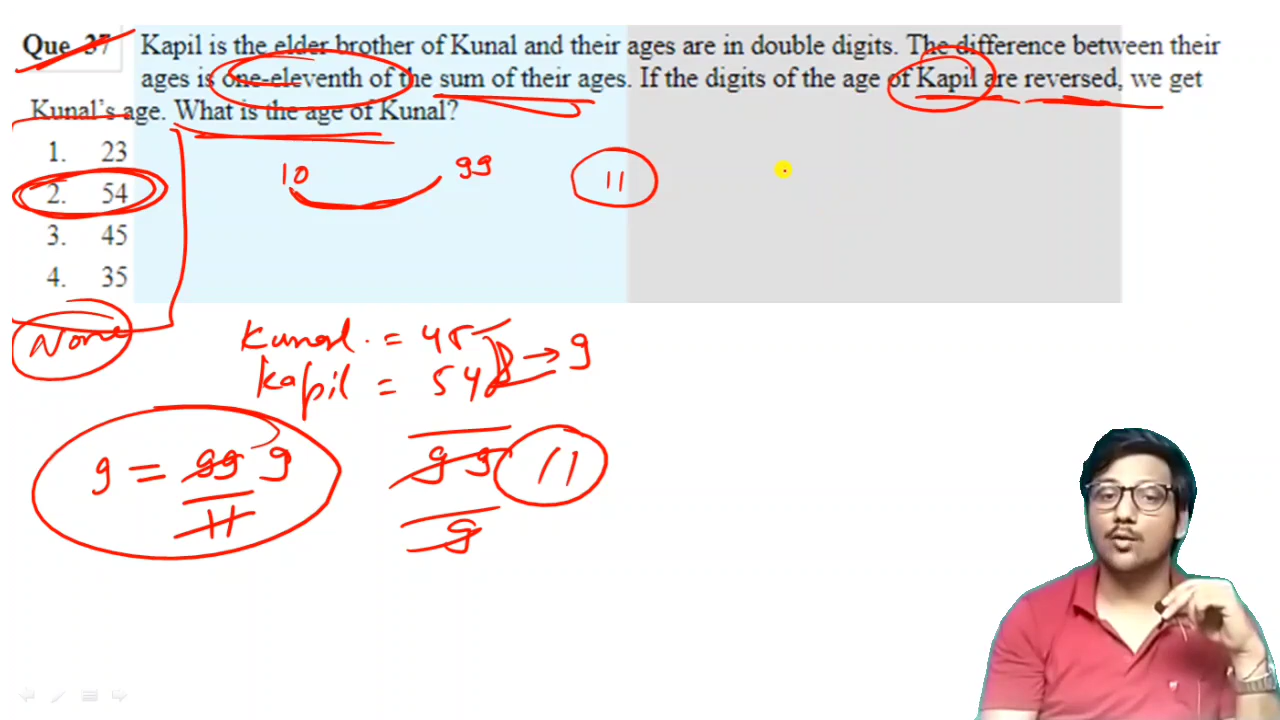 Que 37 Kapil is the elder brother of Kunal and their ages are in double digits. The difference between their
ages is one-eleventh of the sum of their ages. If the digits of the age of Kapil are reversed, we get
Kunal's age. What is the age of Kunal?
1. 23
2. 54
3. 45
4. 35
None
10 99 11
Kunal. = 45
Kapil = 54 → 9
9 = 99 9
11
99 11
9